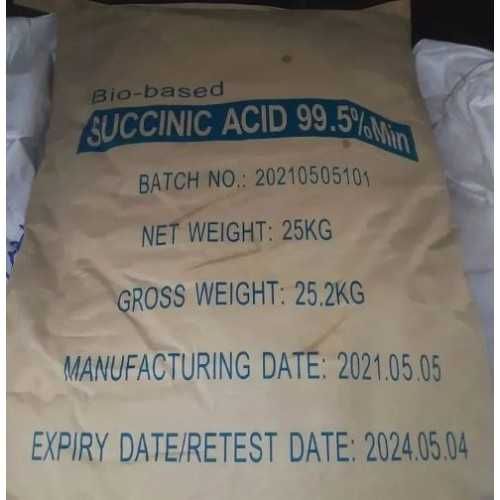 Bio-based
SUCCINIC ACID 99.5%Min
BATCH NO.: 20210505101
NET WEIGHT: 25KG
GROSS WEIGHT: 25.2KG
MANUFACTURING DATE: 2021.05.05
EXPIRY DATE/RETEST DATE: 2024.05.04